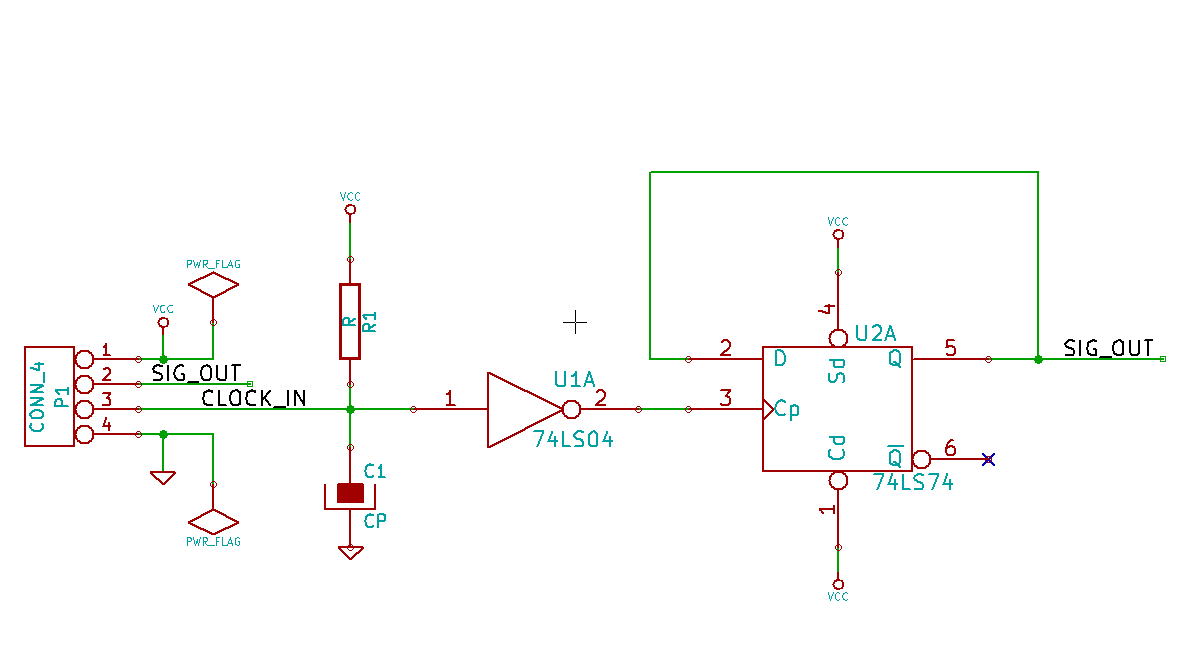 VCC
VCC
PWR_FLAG
VCC
R
R1
4
U2A
1
2
3
4
CONN_4
P1
SIG_OUT
CLOCK_IN
1
U1A
2
74LS04
2
D
3
Cp
Sd
Cd
Q
5
SIG_OUT
Q
6
74LS74
C1
CP
1
PWR_FLAG
VCC